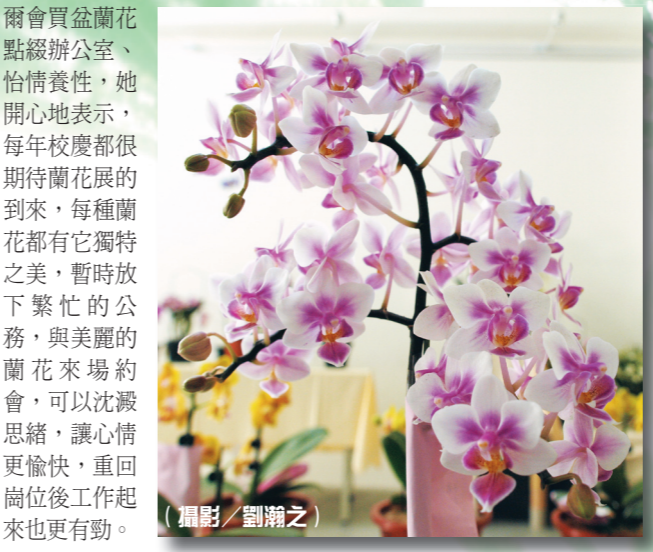 爾會買盆蘭花
點綴辦公室、
怡情養性，她
開心地表示，
每年校慶都很
期待蘭花展的
到來，每種蘭
花都有它獨特
之美，暫時放
下繁忙的公
務，與美麗的
蘭花來場約
會，可以沈澱
思緒，讓心情
更愉快，重回
崗位後工作起
來也更有勁。
（攝影／劉瀚之）